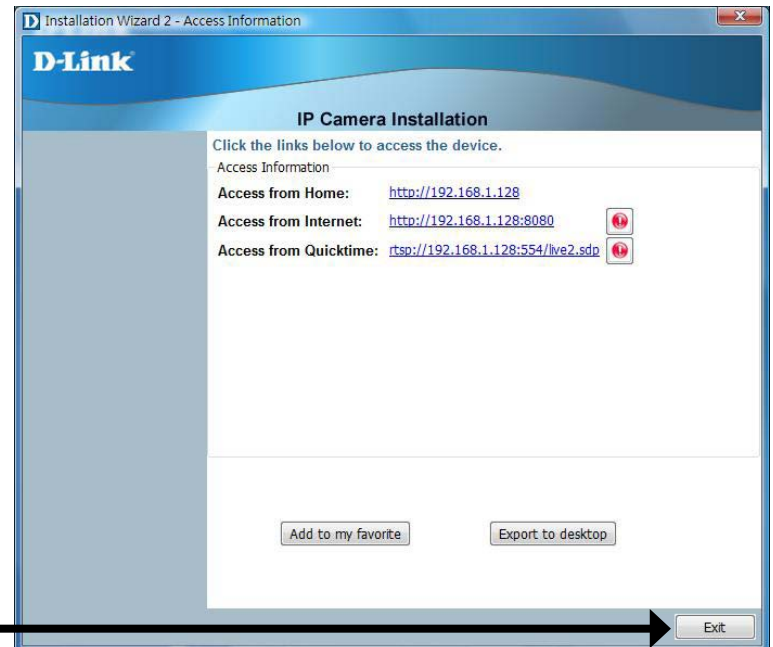 Installation Wizard 2 - Access Information
D-Link
IP Camera Installation
Click the links below to access the device.
Access Information
Access from Home: http://192.168.1.128
Access from Internet: http://192.168.1.128:8080
Access from Quicktime: rtsp://192.168.1.128:554/live2.sdp
Add to my favorite Export to desktop
Exit